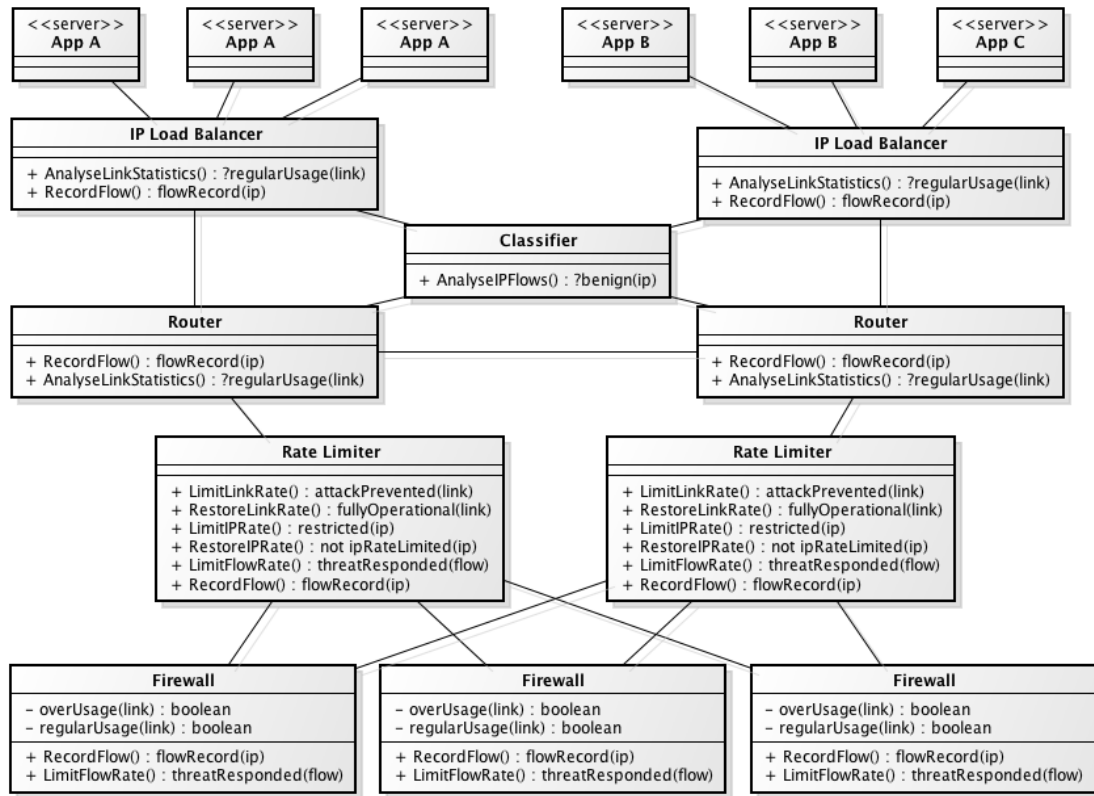 <<server>>
App A
<<server>>
App A
<<server>>
App A
<<server>>
App B
<<server>>
App B
<<server>>
App C
IP Load Balancer
+ AnalyseLinkStatistics() : ?regularUsage(link)
+ RecordFlow() : flowRecord(ip)
IP Load Balancer
+ AnalyseLinkStatistics() : ?regularUsage(link)
+ RecordFlow() : flowRecord(ip)
Classifier
+ AnalyseIPFlows() : ?benign(ip)
Router
+ RecordFlow() : flowRecord(ip)
+ AnalyseLinkStatistics() : ?regularUsage(link)
Router
+ RecordFlow() : flowRecord(ip)
+ AnalyseLinkStatistics() : ?regularUsage(link)
Rate Limiter
+ LimitLinkRate() : attackPrevented(link)
+ RestoreLinkRate() : fullyOperational(link)
+ LimitIPRate() : restricted(ip)
+ RestoreIPRate() : not ipRateLimited(ip)
+ LimitFlowRate() : threatResponded(flow)
+ RecordFlow() : flowRecord(ip)
Rate Limiter
+ LimitLinkRate() : attackPrevented(link)
+ RestoreLinkRate() : fullyOperational(link)
+ LimitIPRate() : restricted(ip)
+ RestoreIPRate() : not ipRateLimited(ip)
+ LimitFlowRate() : threatResponded(flow)
+ RecordFlow() : flowRecord(ip)
Firewall
– overUsage(link) : boolean
– regularUsage(link) : boolean
+ RecordFlow() : flowRecord(ip)
+ LimitFlowRate() : threatResponded(flow)
Firewall
– overUsage(link) : boolean
– regularUsage(link) : boolean
+ RecordFlow() : flowRecord(ip)
+ LimitFlowRate() : threatResponded(flow)
Firewall
– overUsage(link) : boolean
– regularUsage(link) : boolean
+ RecordFlow() : flowRecord(ip)
+ LimitFlowRate() : threatResponded(flow)